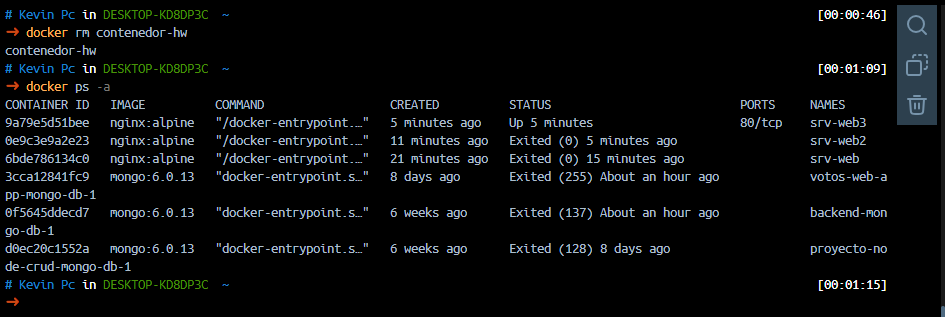 # Kevin Pc in DESKTOP-KD8DP3C ~ [00:00:46]
→ docker rm contenedor-hw
contenedor-hw
# Kevin Pc in DESKTOP-KD8DP3C ~ [00:01:09]
→ docker ps -a
CONTAINER ID IMAGE COMMAND CREATED STATUS PORTS NAMES
9a79e5d51bee nginx:alpine "/docker-entrypoint.…" 5 minutes ago Up 5 minutes 80/tcp srv-web3
0e9c3e9a2e23 nginx:alpine "/docker-entrypoint.…" 11 minutes ago Exited (0) 5 minutes ago srv-web2
6bde786134c0 nginx:alpine "/docker-entrypoint.…" 21 minutes ago Exited (0) 15 minutes ago srv-web
3cca12841fc9 mongo:6.0.13 "docker-entrypoint.s…" 8 days ago Exited (255) About an hour ago votos-web-a
pp-mongo-db-1
0f5645ddecd7 mongo:6.0.13 "docker-entrypoint.s…" 6 weeks ago Exited (137) About an hour ago backend-mon
go-db-1
d0ec20c1552a mongo:6.0.13 "docker-entrypoint.s…" 6 weeks ago Exited (128) 8 days ago proyecto-no
de-crud-mongo-db-1
# Kevin Pc in DESKTOP-KD8DP3C ~ [00:01:15]
→